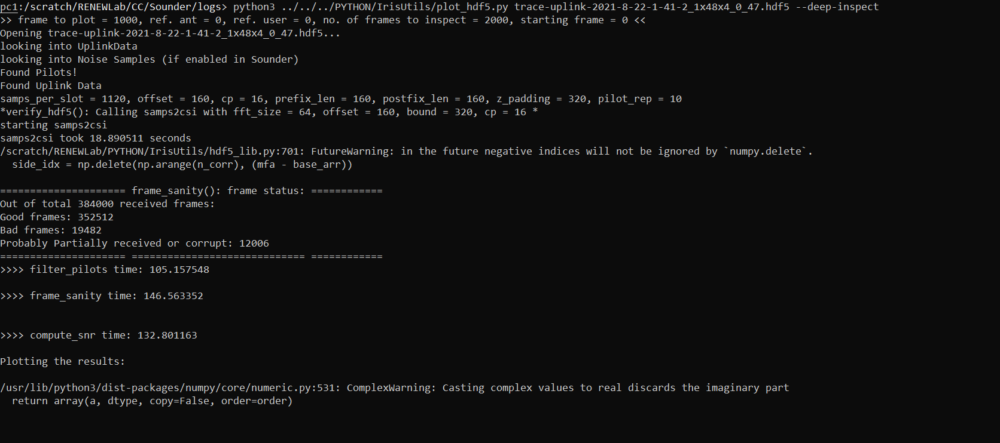 pc1:/scratch/RENEWLab/CC/Sounder/logs> python3 ../../../PYTHON/IrisUtils/plot_hdf5.py trace-uplink-2021-8-22-1-41-2_1x48x4_0_47.hdf5 --deep-inspect
>> frame to plot = 1000, ref. ant = 0, ref. user = 0, no. of frames to inspect = 2000, starting frame = 0 <<
Opening trace-uplink-2021-8-22-1-41-2_1x48x4_0_47.hdf5...
looking into UplinkData
looking into Noise Samples (if enabled in Sounder)
Found Pilots!
Found Uplink Data
samps_per_slot = 1120, offset = 160, cp = 16, prefix_len = 160, postfix_len = 160, z_padding = 320, pilot_rep = 10
*verify_hdf5(): Calling samps2csi with fft_size = 64, offset = 160, bound = 320, cp = 16 *
starting samps2csi
samps2csi took 18.890511 seconds
/scratch/RENEWLab/PYTHON/IrisUtils/hdf5_lib.py:701: FutureWarning: in the future negative indices will not be ignored by `numpy.delete`.
  side_idx = np.delete(np.arange(n_corr), (mfa - base_arr))

===================== frame_sanity(): frame status: ============
Out of total 384000 received frames:
Good frames: 352512
Bad frames: 19482
Probably Partially received or corrupt: 12006
===================== ============================= ============
>>>> filter_pilots time: 105.157548

>>>> frame_sanity time: 146.563352


>>>> compute_snr time: 132.801163

Plotting the results:

/usr/lib/python3/dist-packages/numpy/core/numeric.py:531: ComplexWarning: Casting complex values to real discards the imaginary part
  return array(a, dtype, copy=False, order=order)